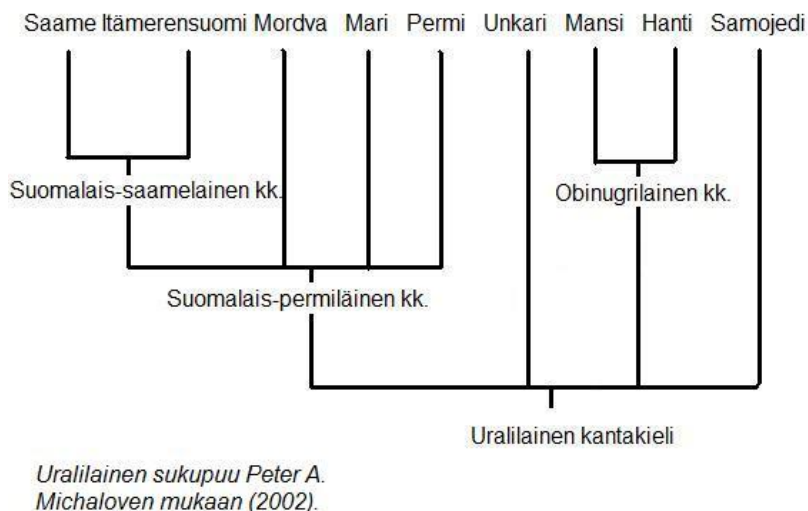 Saame Itämerensuomi Mordva Mari Permi Unkari Mansi Hanti Samojedi
Suomalais-saamelainen kk. Obinugrilainen kk.
Suomalais-permiläinen kk.
Uralilainen kantakieli
Uralilainen sukupuu Peter A.
Michaloven mukaan (2002).